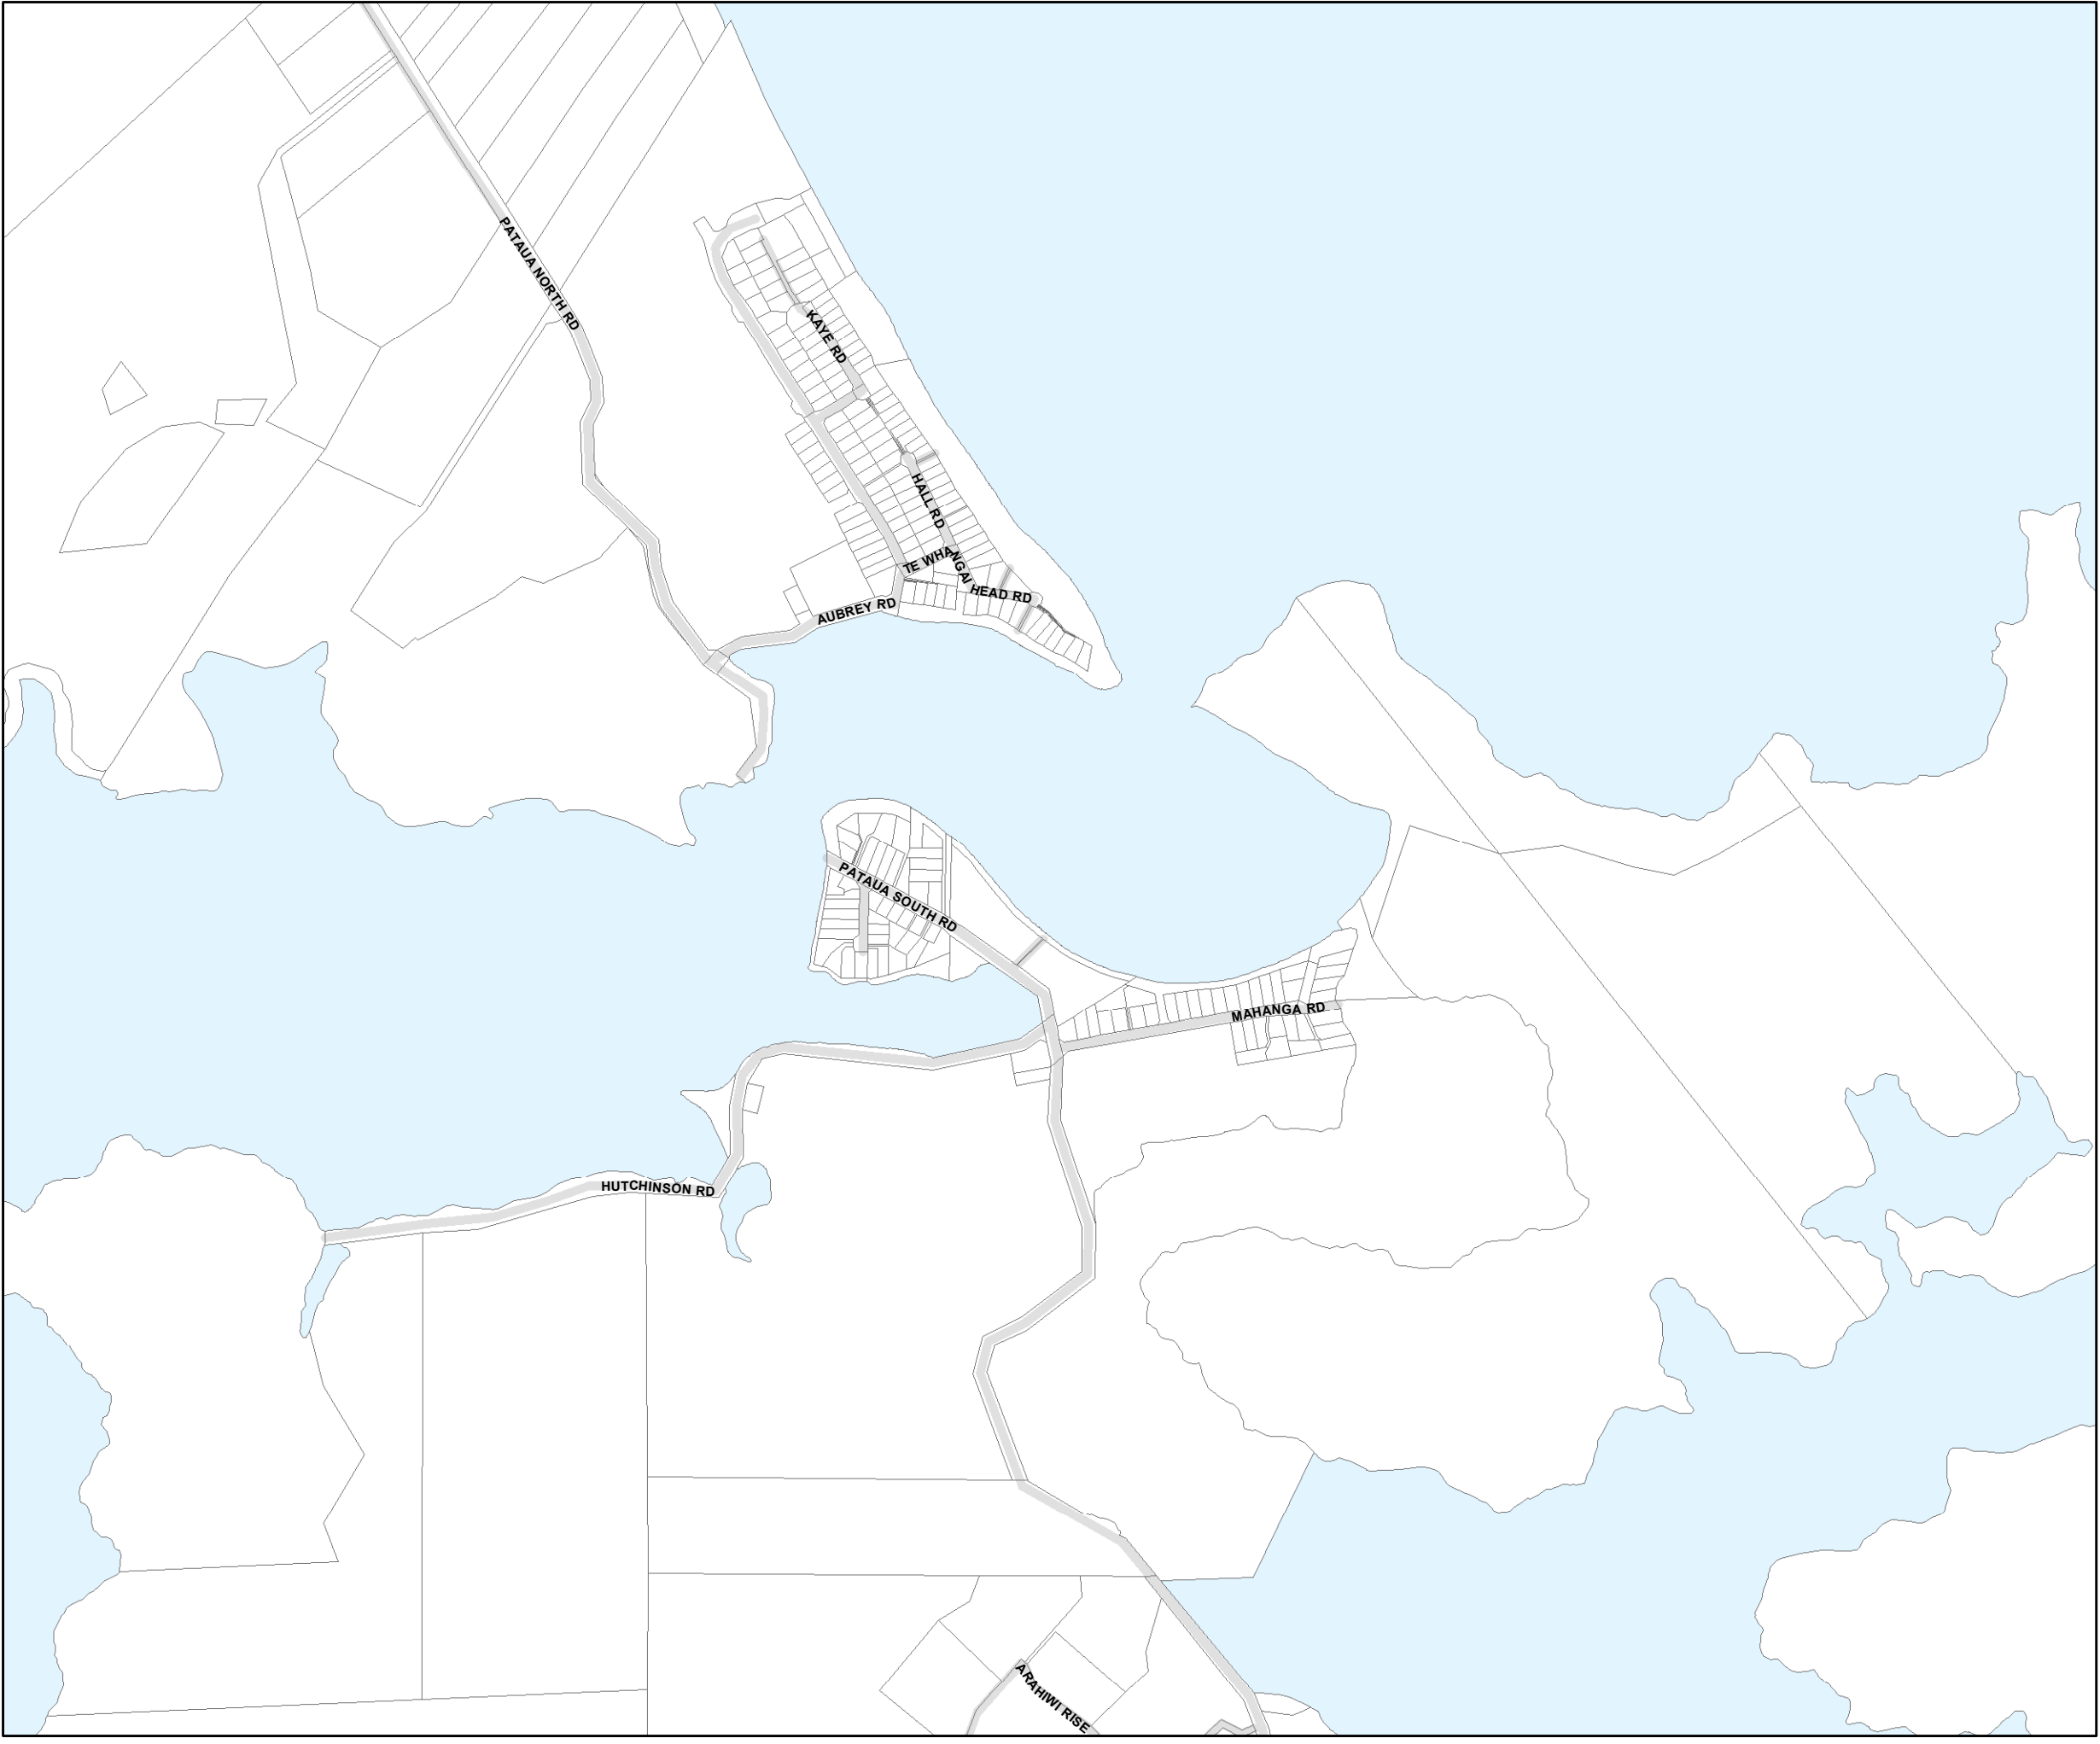 PATAUA NORTH RD
KAYE RD
HALL RD
TE WHANGAI HEAD RD
AUBREY RD
PATAUA SOUTH RD
MAHANGA RD
HUTCHINSON RD
ARAHIWI RISE